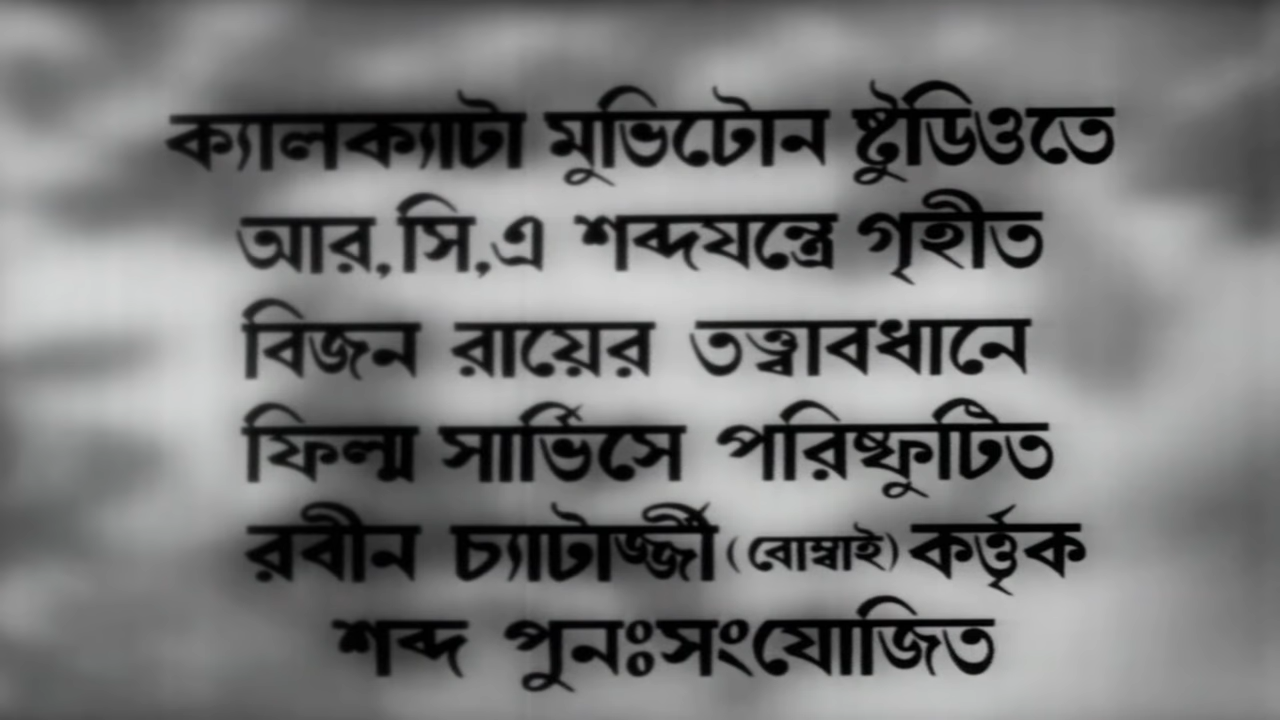 ক্যালক্যাটা মুভিটোন ষ্টুডিওতে
আর,সি,এ শব্দযন্ত্রে গৃহীত
বিজন রায়ের তত্ত্বাবধানে
ফিল্ম সার্ভিসে পরিষ্ফুটিত
রবীন চ্যাটার্জ্জী (বোম্বাই) কর্ত্তৃক
শব্দ পুনঃসংযোজিত